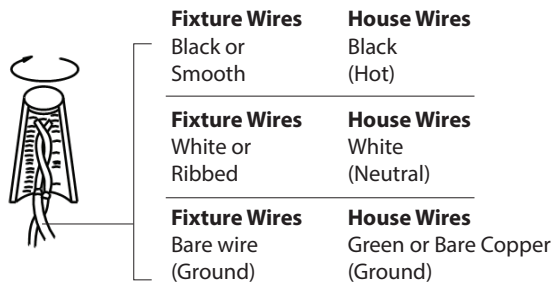 Fixture Wires House Wires
Black or Black
Smooth (Hot)
Fixture Wires House Wires
White or White
Ribbed (Neutral)
Fixture Wires House Wires
Bare wire Green or Bare Copper
(Ground) (Ground)